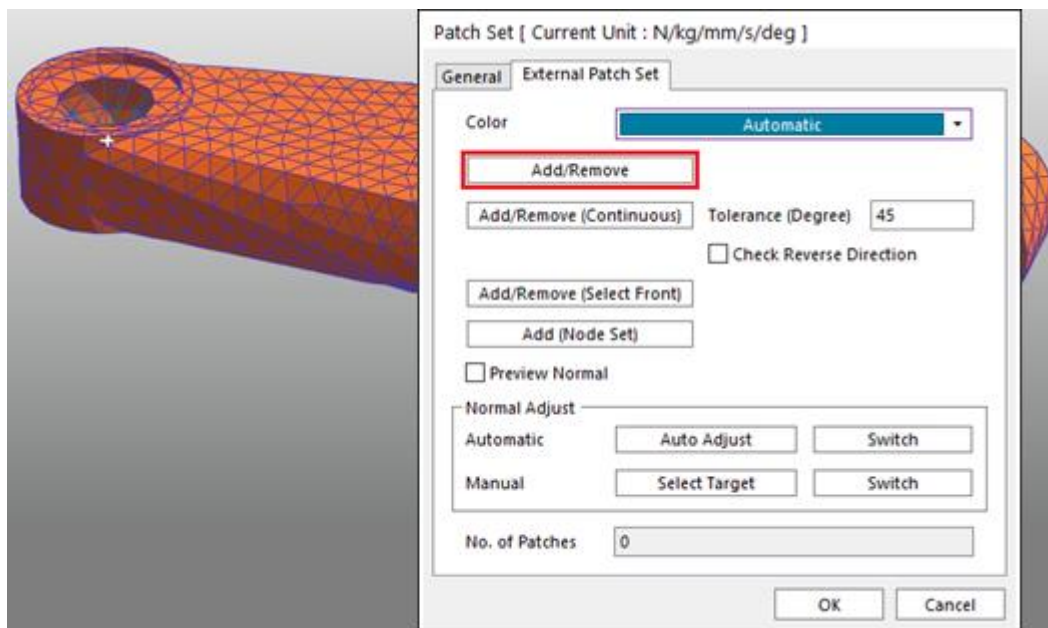 Patch Set [ Current Unit : N/kg/mm/s/deg ]
General External Patch Set
Color Automatic
Add/Remove
Add/Remove (Continuous) Tolerance (Degree) 45
Check Reverse Direction
Add/Remove (Select Front)
Add (Node Set)
Preview Normal
Normal Adjust
Automatic Auto Adjust Switch
Manual Select Target Switch
No. of Patches 0
OK Cancel